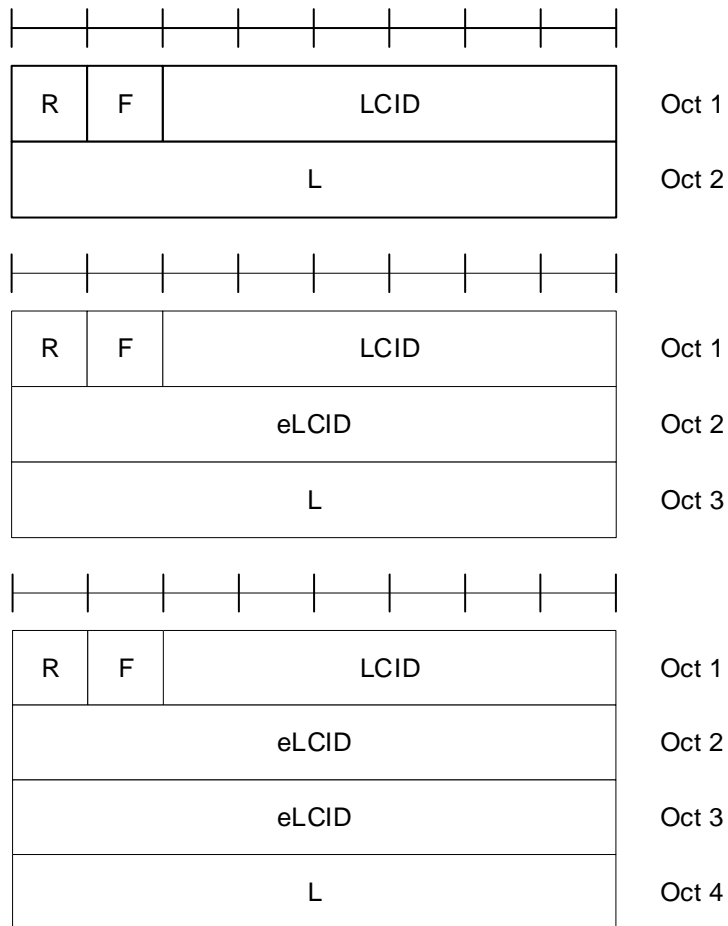 R F LCID Oct 1
L Oct 2
R F LCID Oct 1
eLCID Oct 2
L Oct 3
R F LCID Oct 1
eLCID Oct 2
eLCID Oct 3
L Oct 4